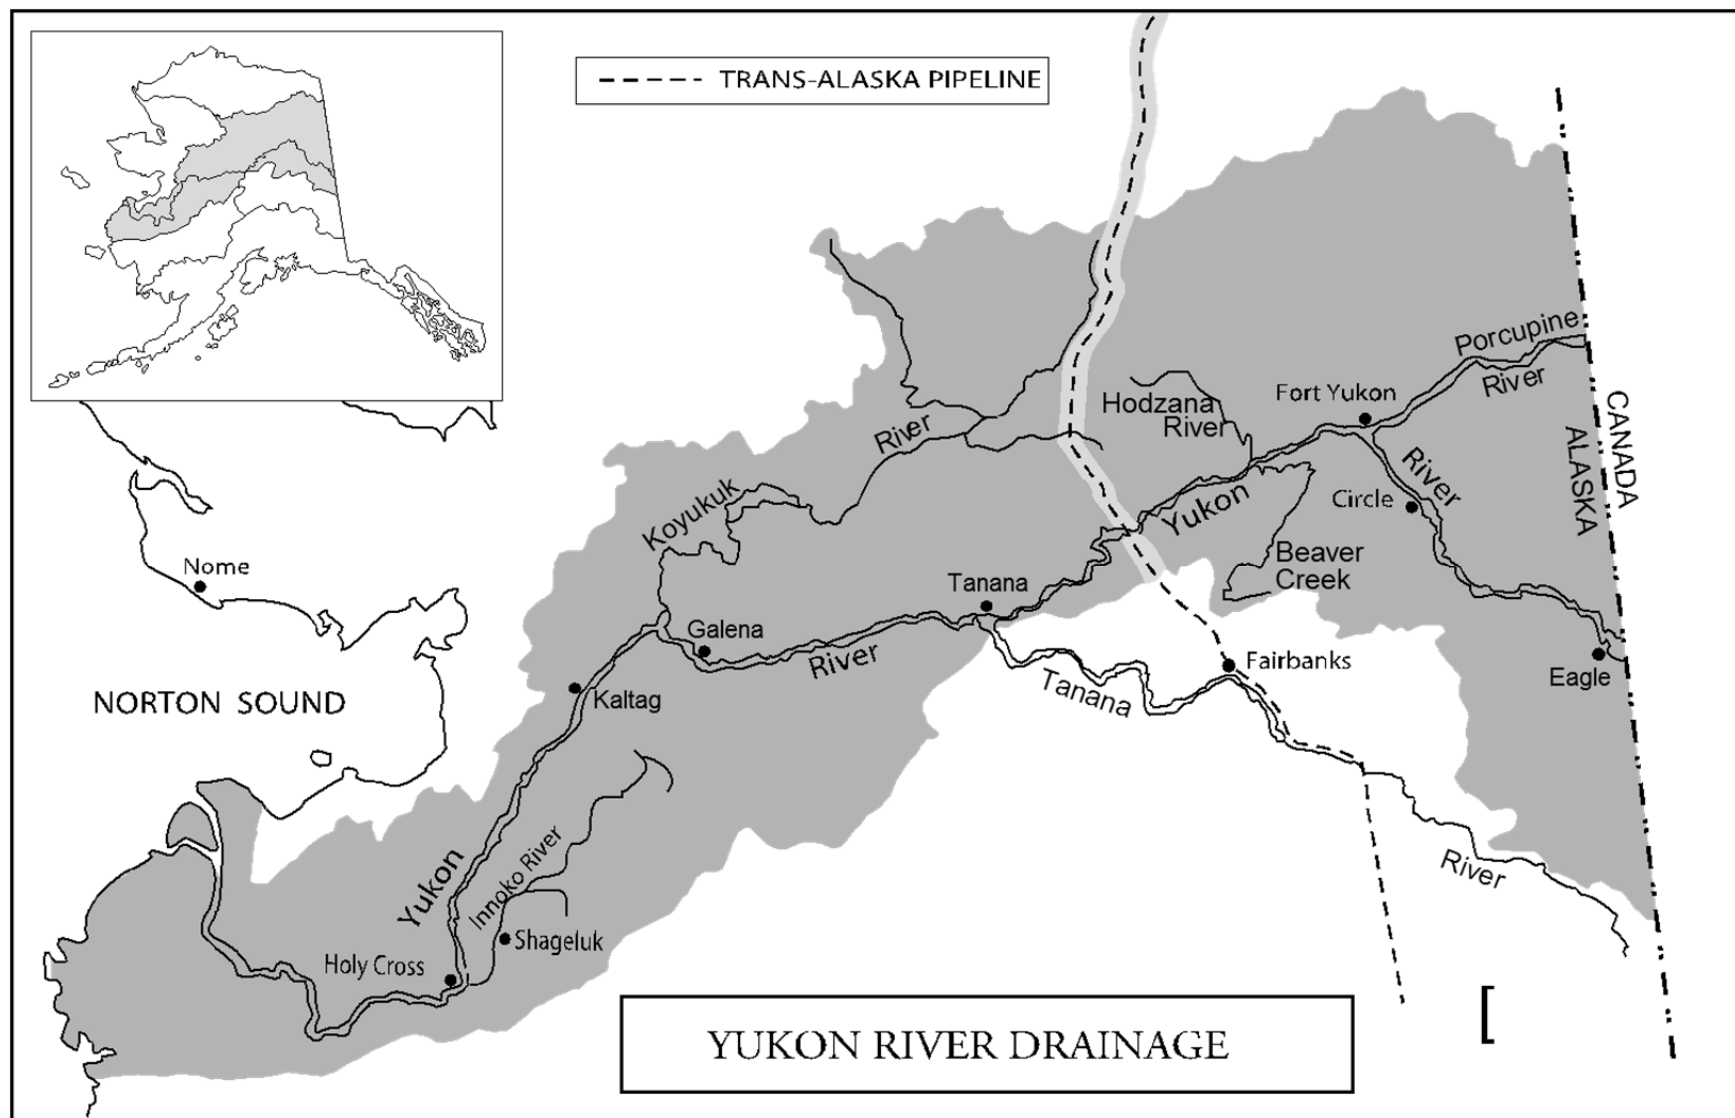 TRANS-ALASKA PIPELINE
Porcupine
River
Fort Yukon
Hodzana
River
CANADA
ALASKA
River
Koyukuk
River
Circle
Yukon
Beaver
Creek
Nome
Tanana
Galena
River
Fairbanks
Eagle
Kaltag
Tanana
NORTON SOUND
Yukon
Innoko River
River
Shageluk
Holy Cross
YUKON RIVER DRAINAGE
[